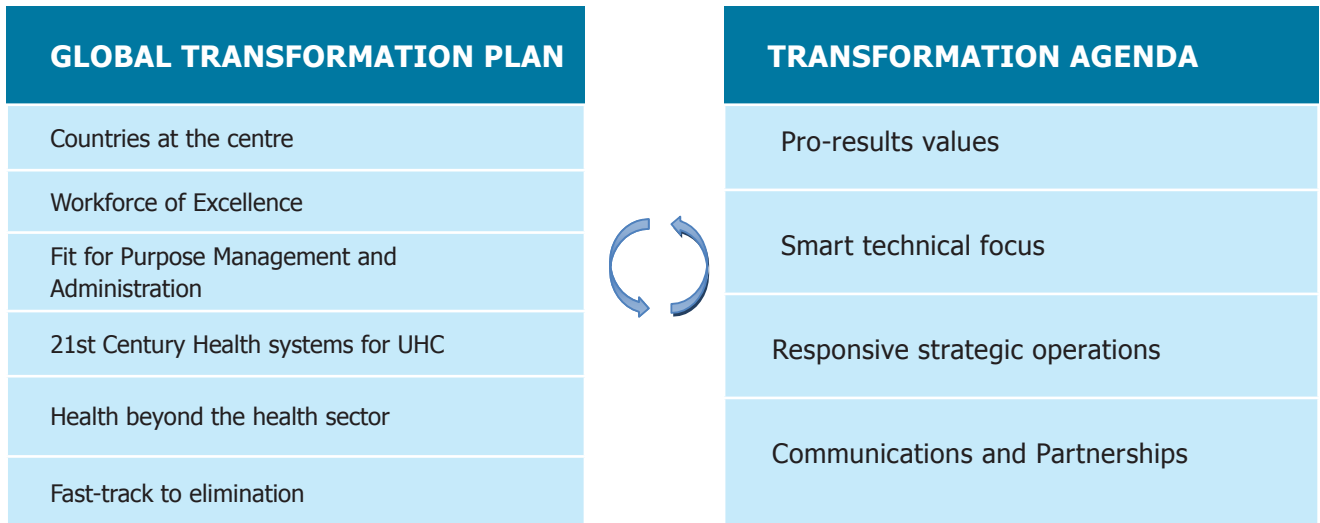 GLOBAL TRANSFORMATION PLAN
Countries at the centre
Workforce of Excellence
Fit for Purpose Management and
Administration
21st Century Health systems for UHC
Health beyond the health sector
Fast-track to elimination
TRANSFORMATION AGENDA
Pro-results values
Smart technical focus
Responsive strategic operations
Communications and Partnerships